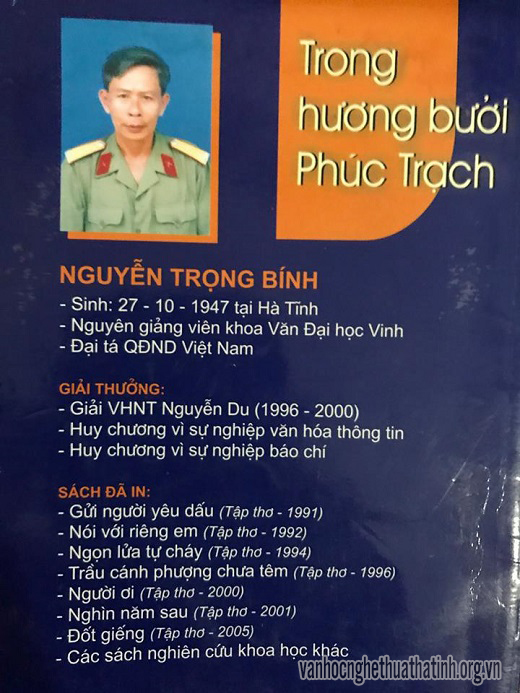 Trong
hương bưởi
Phúc Trạch
NGUYỄN TRỌNG BÍNH
- Sinh: 27 - 10 - 1947 tại Hà Tĩnh
- Nguyên giảng viên khoa Văn Đại học Vinh
- Đại tá QĐND Việt Nam
GIẢI THƯỞNG:
- Giải VHNT Nguyễn Du (1996 - 2000)
- Huy chương vì sự nghiệp văn hóa thông tin
- Huy chương vì sự nghiệp báo chí
SÁCH ĐÃ IN:
- Gửi người yêu dấu (Tập thơ - 1991)
- Nói với riêng em (Tập thơ - 1992)
- Ngọn lửa tự cháy (Tập thơ - 1994)
- Trầu cánh phượng chưa têm (Tập thơ - 1996)
- Người ơi (Tập thơ - 2000)
- Nghìn năm sau (Tập thơ - 2001)
- Đốt giếng (Tập thơ - 2005)
- Các sách nghiên cứu khoa học khác
vanhocnghethuathatinh.org.vn